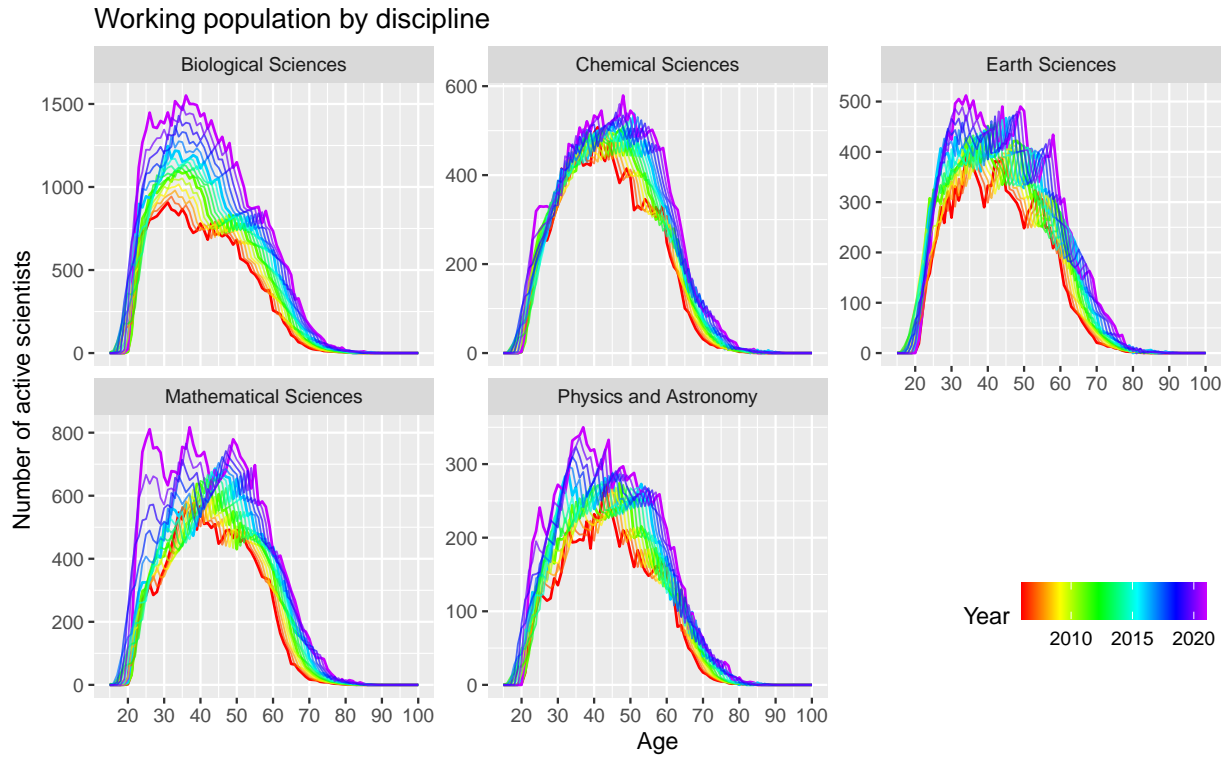 Working population by discipline
Biological Sciences
Chemical Sciences
Earth Sciences
1500
1000
500
0
600
400
200
0
500
400
300
200
100
0
20 30 40 50 60 70 80 90 100
Mathematical Sciences
Physics and Astronomy
800
600
400
200
0
300
200
100
0
20 30 40 50 60 70 80 90 100
20 30 40 50 60 70 80 90 100
Number of active scientists
Age
Year
2010 2015 2020